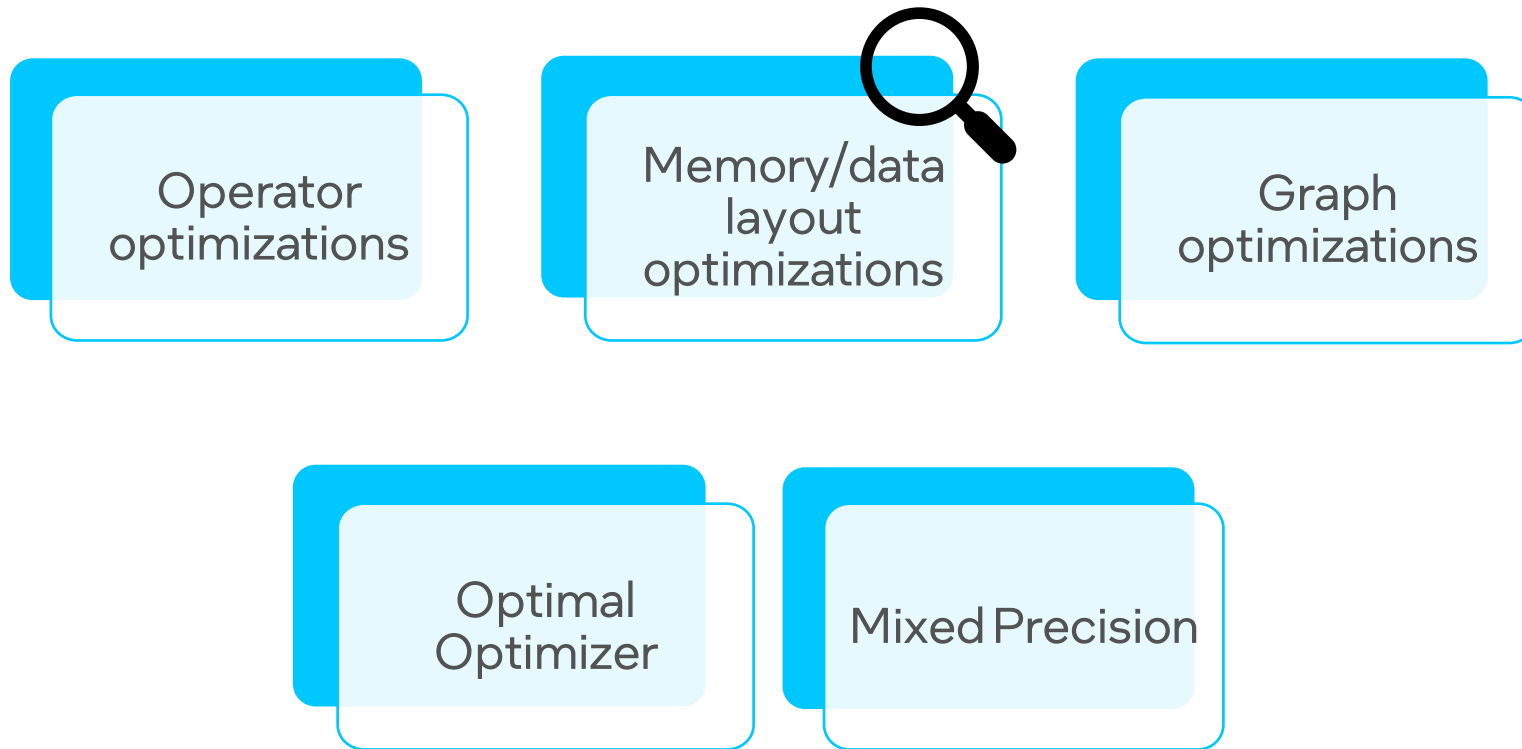 Operator
optimizations
Memory/data
layout
optimizations
Graph
optimizations
Optimal
Optimizer
Mixed Precision